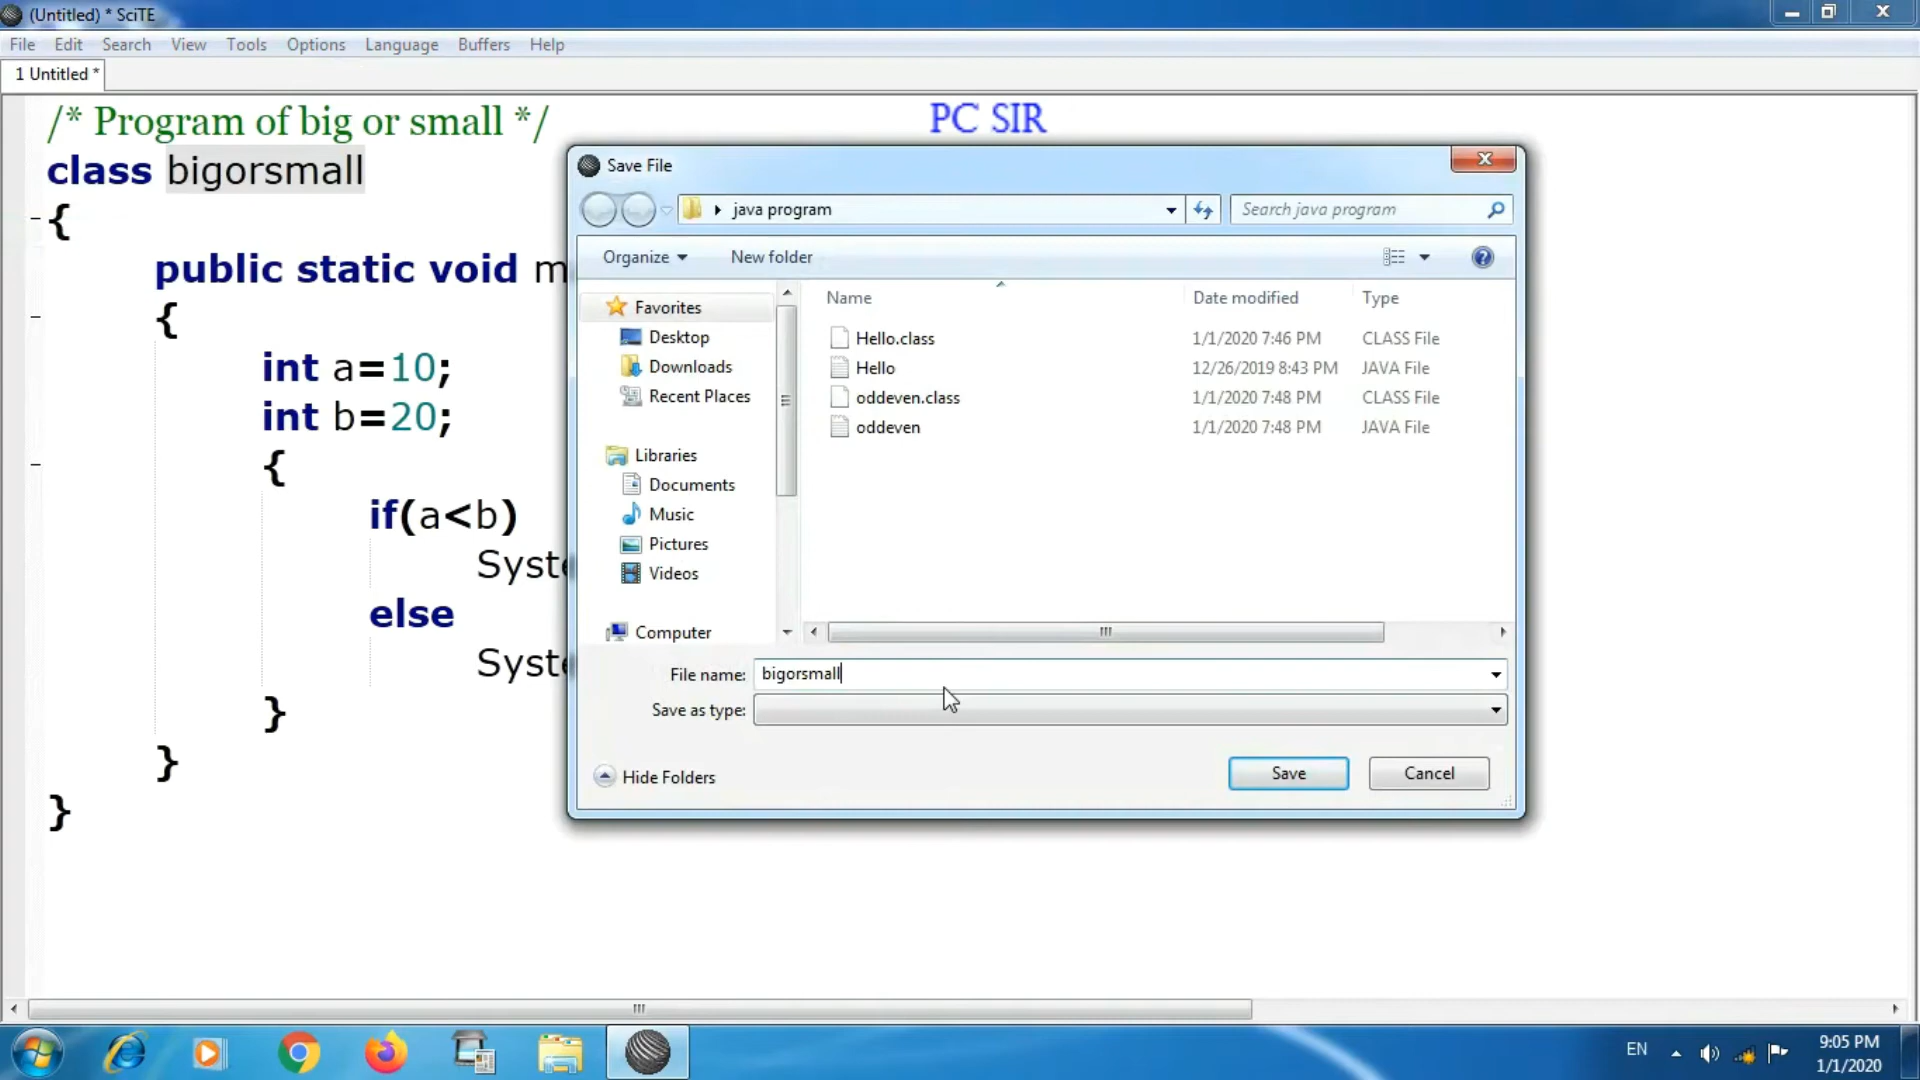 (Untitled) * SciTE
File Edit Search View Tools Options Language Buffers Help
1 Untitled *
/* Program of big or small */
PC SIR
class bigorsmall
{
public static void m
{
int a=10;
int b=20;
{
if(a<b)
Syste
else
Syste
}
}
}
Save File
java program
Search java program
Organize New folder
Favorites
Desktop
Downloads
Recent Places
Libraries
Documents
Music
Pictures
Videos
Computer
Name Date modified Type
Hello.class 1/1/2020 7:46 PM CLASS File
Hello 12/26/2019 8:43 PM JAVA File
oddeven.class 1/1/2020 7:48 PM CLASS File
oddeven 1/1/2020 7:48 PM JAVA File
File name: bigorsmall
Save as type:
Hide Folders
Save Cancel
EN
9:05 PM
1/1/2020